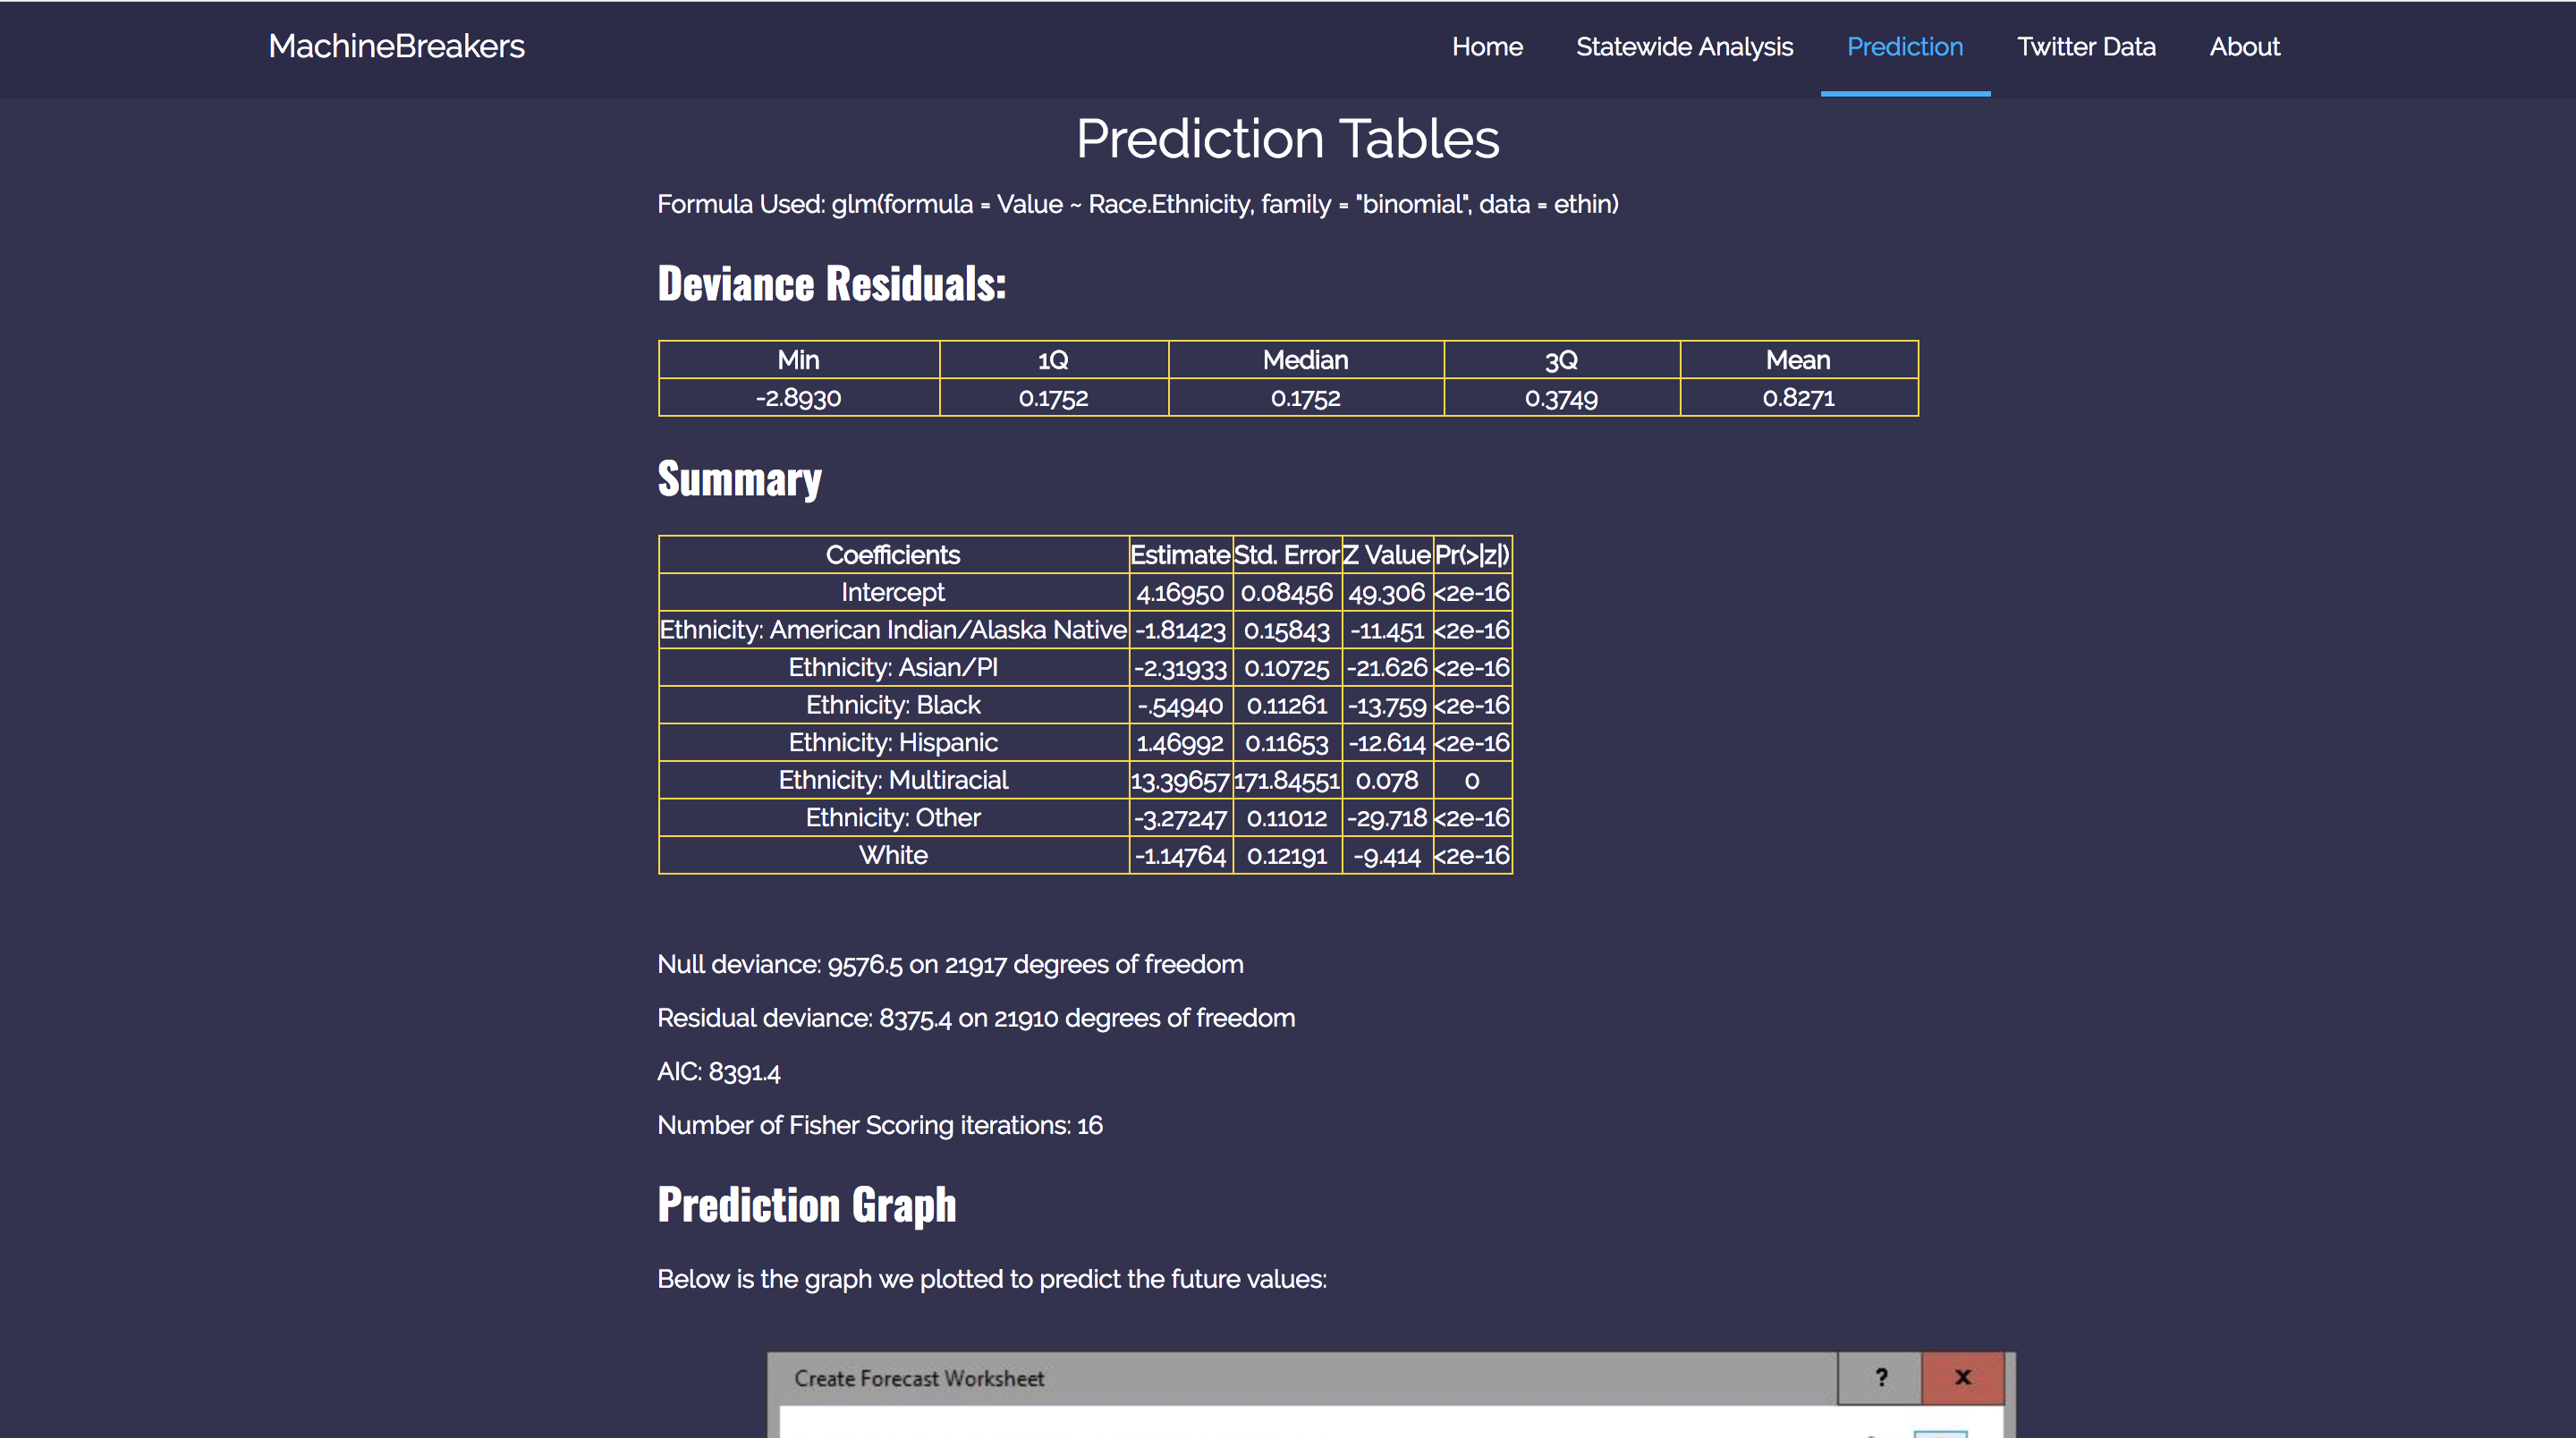 MachineBreakers Home Statewide Analysis Prediction Twitter Data About
Prediction Tables
Formula Used: glm(formula = Value ~ Race.Ethnicity, family = "binomial", data = ethin)
Deviance Residuals:
Min 1Q Median 3Q Mean
-2.8930 0.1752 0.1752 0.3749 0.8271
Summary
Coefficients Estimate Std. Error Z Value Pr(>|z|)
Intercept 4.16950 0.08456 49.306 <2e-16
Ethnicity: American Indian/Alaska Native -1.81423 0.15843 -11.451 <2e-16
Ethnicity: Asian/PI -2.31933 0.10725 -21.626 <2e-16
Ethnicity: Black -.54940 0.11261 -13.759 <2e-16
Ethnicity: Hispanic 1.46992 0.11653 -12.614 <2e-16
Ethnicity: Multiracial 13.39657 171.84551 0.078 0
Ethnicity: Other -3.27247 0.11012 -29.718 <2e-16
White -1.14764 0.12191 -9.414 <2e-16
Null deviance: 9576.5 on 21917 degrees of freedom
Residual deviance: 8375.4 on 21910 degrees of freedom
AIC: 8391.4
Number of Fisher Scoring iterations: 16
Prediction Graph
Below is the graph we plotted to predict the future values:
Create Forecast Worksheet ? x